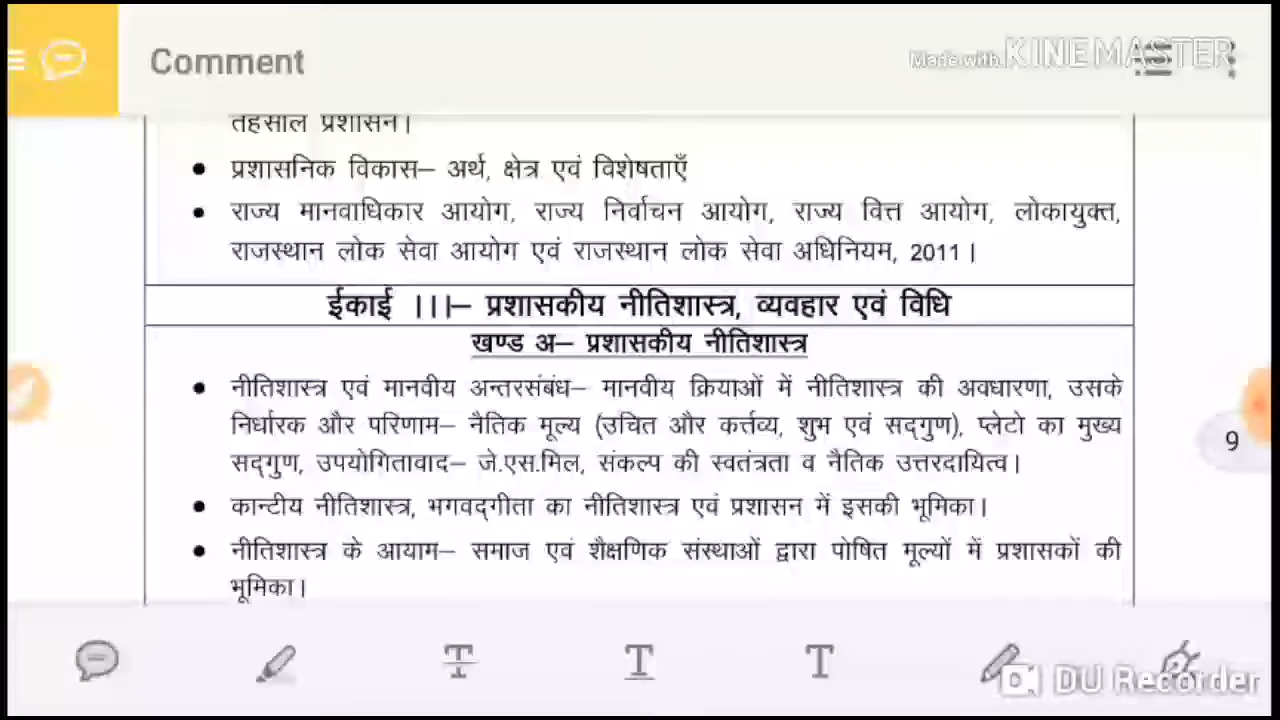 Comment
Made with KINEMASTER
तहसील प्रशासन।
● प्रशासनिक विकास– अर्थ, क्षेत्र एवं विशेषताएँ
● राज्य मानवाधिकार आयोग, राज्य निर्वाचन आयोग, राज्य वित्त आयोग, लोकायुक्त,
राजस्थान लोक सेवा आयोग एवं राजस्थान लोक सेवा अधिनियम, 2011।
ईकाई ।।।– प्रशासकीय नीतिशास्त्र, व्यवहार एवं विधि
खण्ड अ– प्रशासकीय नीतिशास्त्र
● नीतिशास्त्र एवं मानवीय अन्तरसंबंध– मानवीय क्रियाओं में नीतिशास्त्र की अवधारणा, उसके
निर्धारक और परिणाम– नैतिक मूल्य (उचित और कर्त्तव्य, शुभ एवं सद्गुण), प्लेटो का मुख्य
सद्गुण, उपयोगितावाद– जे.एस.मिल, संकल्प की स्वतंत्रता व नैतिक उत्तरदायित्व।
● कान्टीय नीतिशास्त्र, भगवद्गीता का नीतिशास्त्र एवं प्रशासन में इसकी भूमिका।
9
● नीतिशास्त्र के आयाम– समाज एवं शैक्षणिक संस्थाओं द्वारा पोषित मूल्यों में प्रशासकों की
भूमिका।
DU Recorder